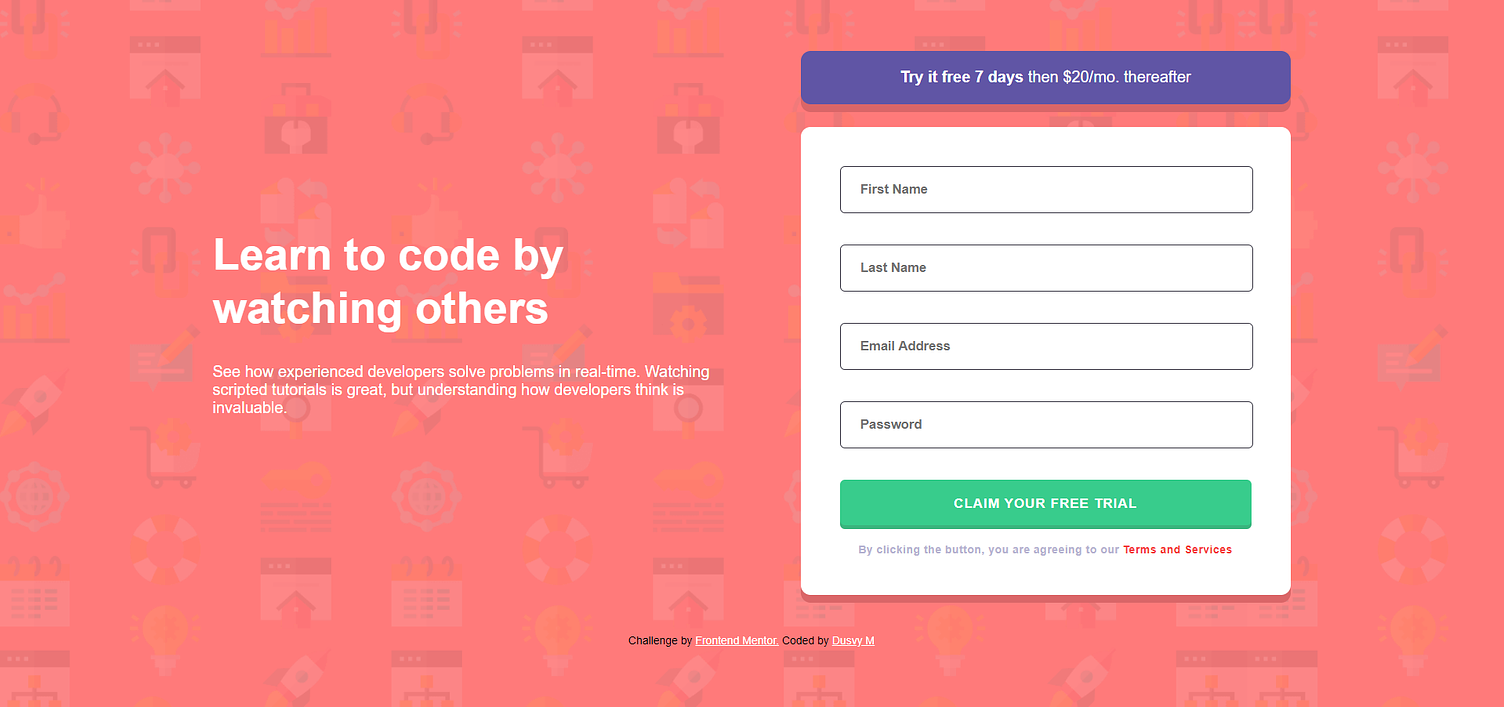 Learn to code by
watching others
See how experienced developers solve problems in real-time. Watching
scripted tutorials is great, but understanding how developers think is
invaluable.
Try it free 7 days then $20/mo. thereafter
First Name
Last Name
Email Address
Password
CLAIM YOUR FREE TRIAL
By clicking the button, you are agreeing to our Terms and Services
Challenge by Frontend Mentor. Coded by Dusvy M